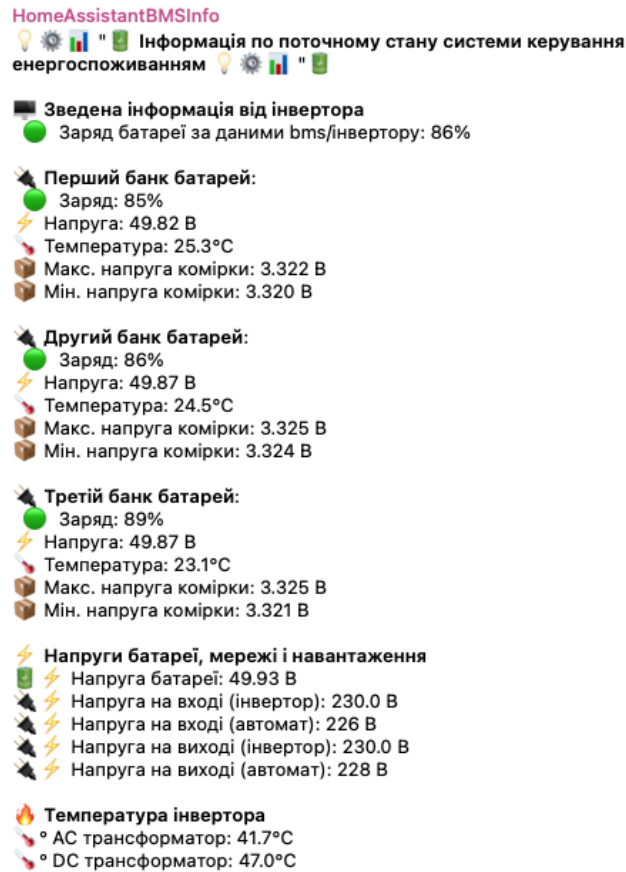 HomeAssistantBMSInfo
💡 ⚙️ 📊 " 🔋 Інформація по поточному стану системи керування
енергоспоживанням 💡 ⚙️ 📊 " 🔋
🖥️ Зведена інформація від інвертора
🟢 Заряд батареї за даними bms/інвертору: 86%
🔌 Перший банк батарей:
🟢 Заряд: 85%
⚡ Напруга: 49.82 В
🌡️ Температура: 25.3°C
📦 Макс. напруга комірки: 3.322 В
📦 Мін. напруга комірки: 3.320 В
🔌 Другий банк батарей:
🟢 Заряд: 86%
⚡ Напруга: 49.87 В
🌡️ Температура: 24.5°C
📦 Макс. напруга комірки: 3.325 В
📦 Мін. напруга комірки: 3.324 В
🔌 Третій банк батарей:
🟢 Заряд: 89%
⚡ Напруга: 49.87 В
🌡️ Температура: 23.1°C
📦 Макс. напруга комірки: 3.325 В
📦 Мін. напруга комірки: 3.321 В
⚡ Напруги батареї, мережі і навантаження
🔋 ⚡ Напруга батареї: 49.93 В
🔌 ⚡ Напруга на вході (інвертор): 230.0 В
🔌 ⚡ Напруга на вході (автомат): 226 В
🔌 ⚡ Напруга на виході (інвертор): 230.0 В
🔌 ⚡ Напруга на виході (автомат): 228 В
🔥 Температура інвертора
🌡️ ° AC трансформатор: 41.7°C
🌡️ ° DC трансформатор: 47.0°C